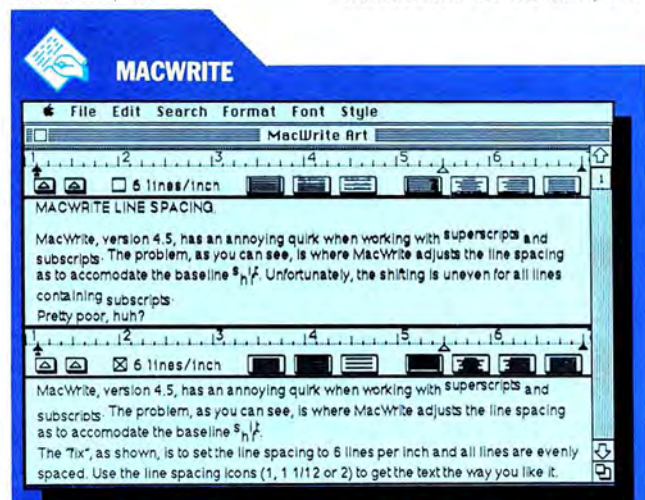 MACWRITE
File Edit Search Format Font Style
MacWrite Art
1 2 3 4 5 6
6 lines/inch
1
MACWRITE LINE SPACING.
MacWrite, version 4.5, has an annoying quirk when working with superscripts and
subscripts. The problem, as you can see, is where MacWrite adjusts the line spacing
as to accomodate the baseline shift. Unfortunately, the shifting is uneven for all lines
containing subscripts.
Pretty poor, huh?
1 2 3 4 5 6
6 lines/inch
MacWrite, version 4.5, has an annoying quirk when working with superscripts and
subscripts. The problem, as you can see, is where MacWrite adjusts the line spacing
as to accomodate the baseline shift.
The "fix", as shown, is to set the line spacing to 6 lines per inch and all lines are evenly
spaced. Use the line spacing icons (1, 1 1/12 or 2) to get the text the way you like it.